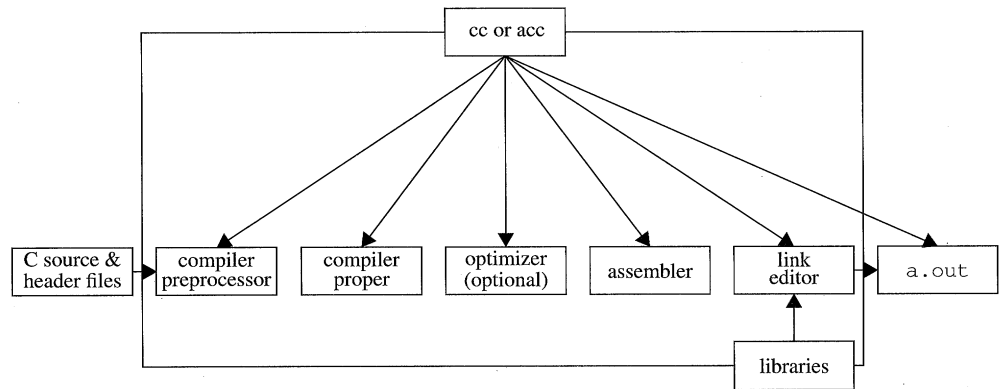 cc or acc
C source &
header files
compiler
preprocessor
compiler
proper
optimizer
(optional)
assembler
link
editor
a.out
libraries